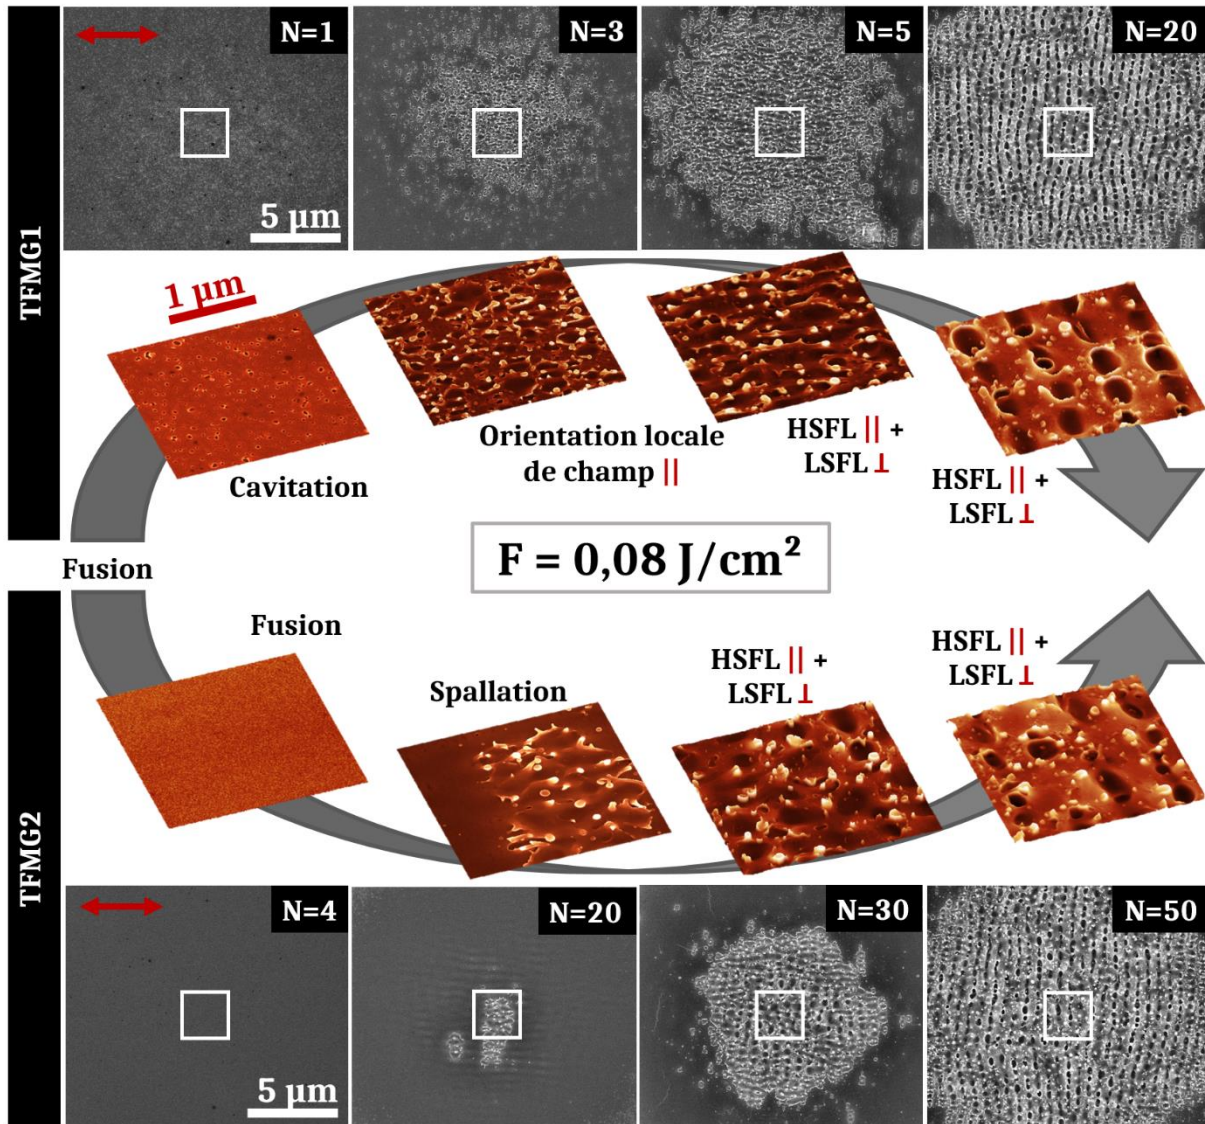 TFMG1
N=1
N=3
N=5
N=20
5 µm
1 µm
Cavitation
Orientation locale
de champ ||
HSFL || +
LSFL ⊥
HSFL || +
LSFL ⊥
Fusion
F = 0,08 J/cm²
TFMG2
Fusion
Spallation
HSFL || +
LSFL ⊥
HSFL || +
LSFL ⊥
N=4
N=20
N=30
N=50
5 µm